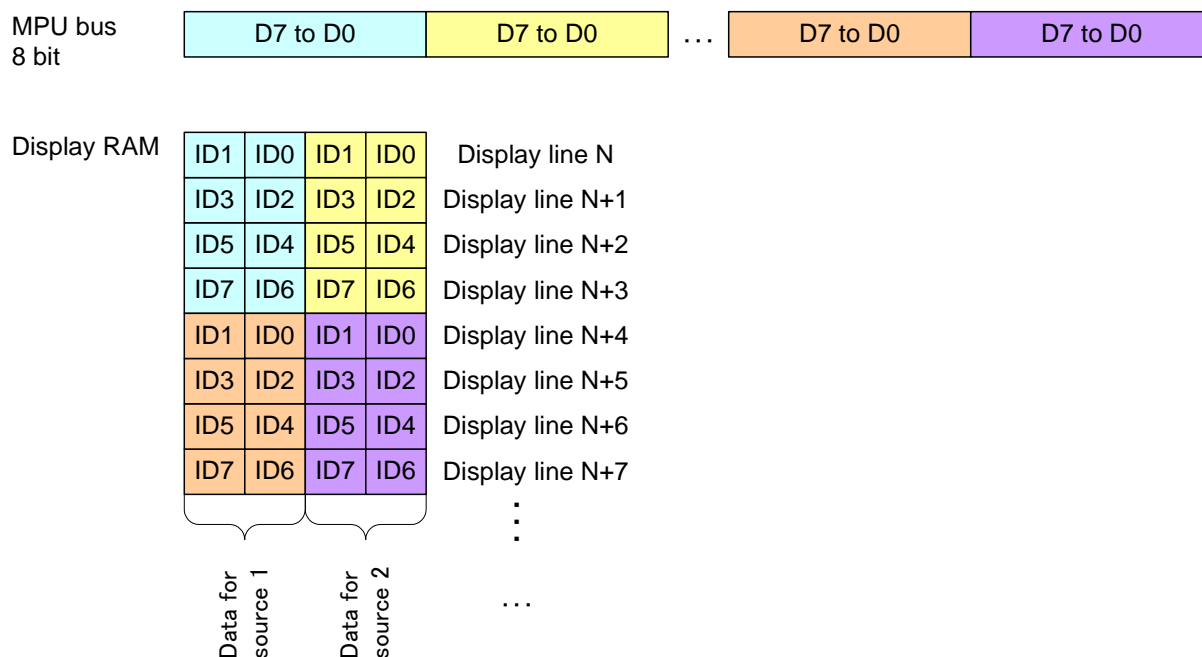 MPU bus
8 bit
D7 to D0 D7 to D0 ... D7 to D0 D7 to D0
Display RAM
ID1 ID0 ID1 ID0 Display line N
ID3 ID2 ID3 ID2 Display line N+1
ID5 ID4 ID5 ID4 Display line N+2
ID7 ID6 ID7 ID6 Display line N+3
ID1 ID0 ID1 ID0 Display line N+4
ID3 ID2 ID3 ID2 Display line N+5
ID5 ID4 ID5 ID4 Display line N+6
ID7 ID6 ID7 ID6 Display line N+7
⋮
Data for
source 1
Data for
source 2
...